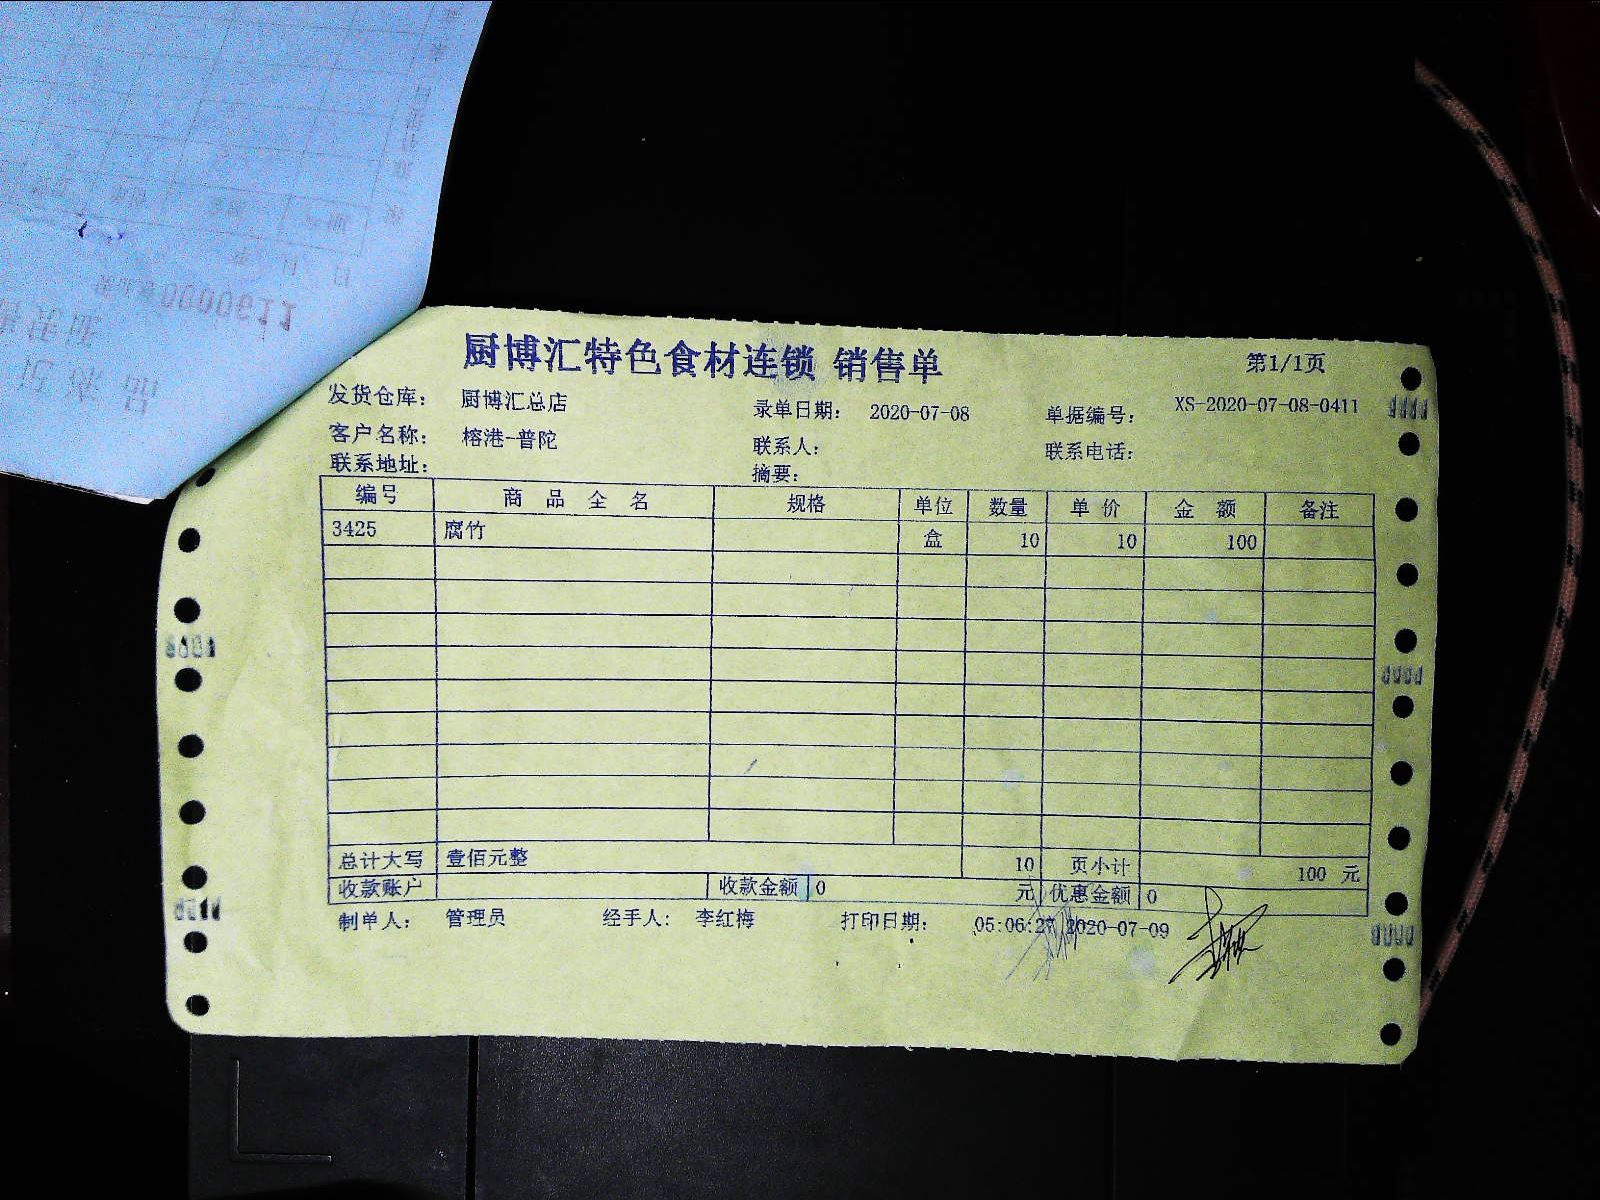 厨博汇特色食材连锁 销售单 第1/1页
发货仓库： 厨博汇总店 录单日期： 2020-07-08 单据编号： XS-2020-07-08-0411
客户名称： 榕港-普陀 联系人： 联系电话：
联系地址： 摘要：
编号 商品全名 规格 单位 数量 单价 金额 备注
3425 腐竹 盒 10 10 100
总计大写 壹佰元整 10 页小计 100 元
收款账户 收款金额 0 元 优惠金额 0
制单人： 管理员 经手人： 李红梅 打印日期： 05:06:27 2020-07-09
0000611